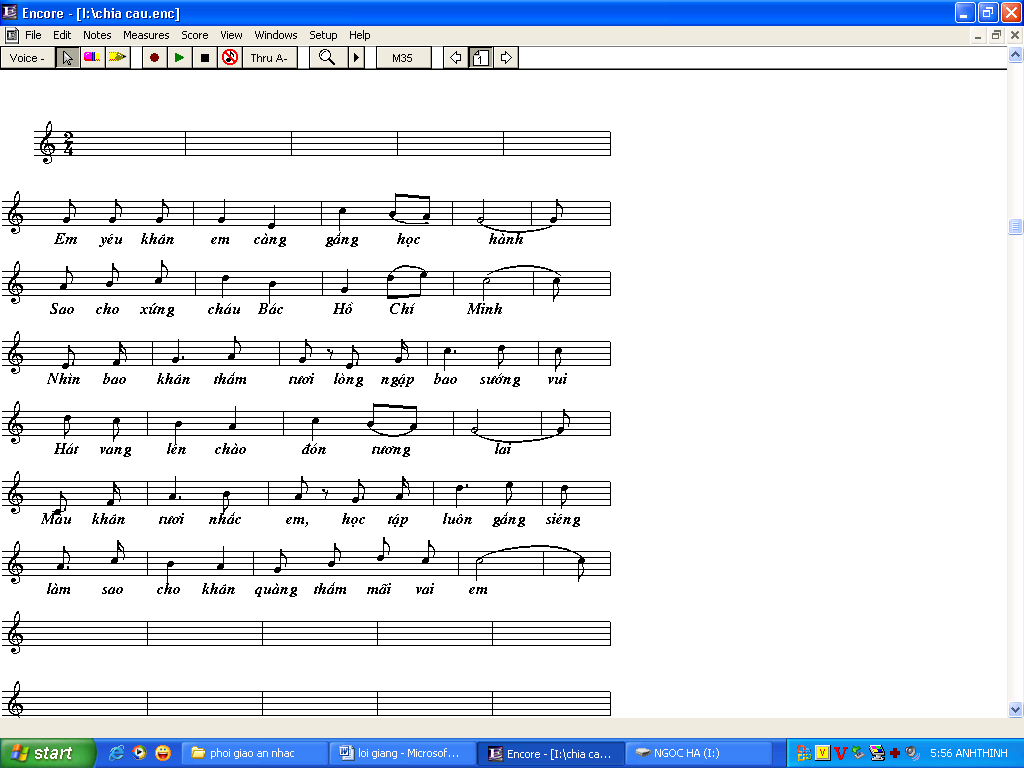 Encore - [I:\chia cau.enc]
File Edit Notes Measures Score View Windows Setup Help
Voice - Thru A- M35 1
2
4
Em yêu khăn em càng gắng học hành
Sao cho xứng cháu Bác Hồ Chí Minh
Nhìn bao khăn thắm tươi lòng ngập bao sướng vui
Hát vang lên chào đón tương lai
Mầu khăn tươi nhắc em, học tập luôn gắng siêng
làm sao cho khăn quàng thắm mãi vai em
start phoi giao an nhac loi giang - Microsof... Encore - [I:\chia ca... NGOC HA (I:) V V 5:56 ANHTHINH